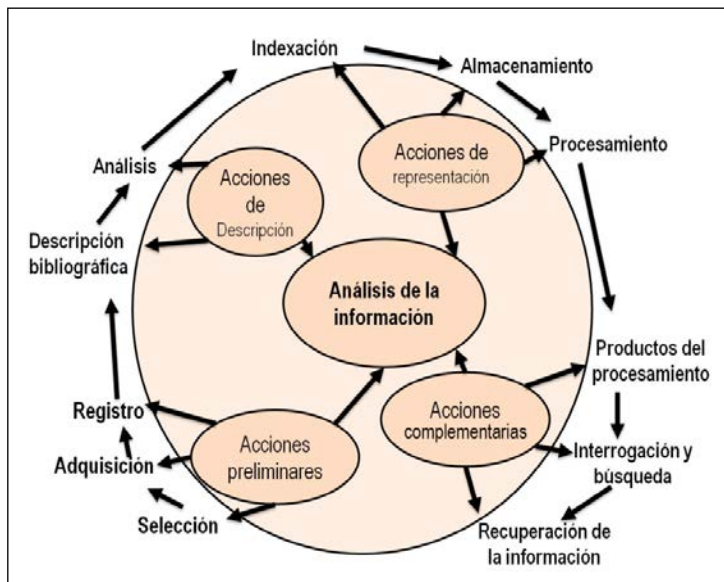 Indexación
Almacenamiento
Procesamiento
Análisis
Acciones
de
Descripción
Acciones de
representación
Descripción
bibliográfica
Análisis de la
información
Productos del
procesamiento
Registro
Acciones
preliminares
Acciones
complementarias
Adquisición
Interrogación y
búsqueda
Selección
Recuperación de
la información